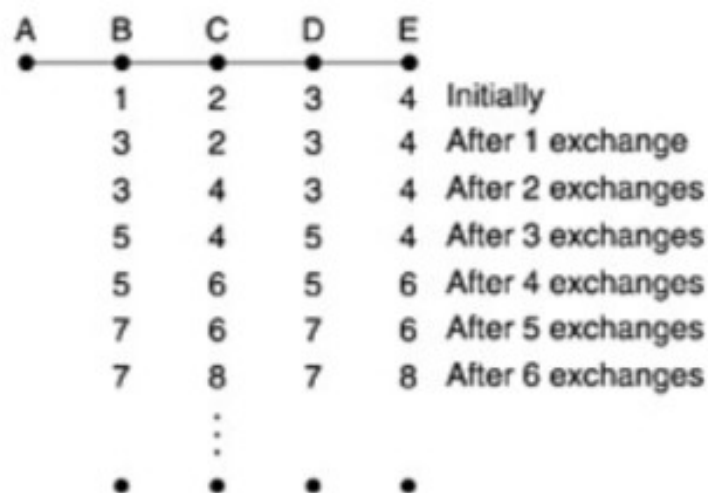 A B C D E
1 2 3 4 Initially
3 2 3 4 After 1 exchange
3 4 3 4 After 2 exchanges
5 4 5 4 After 3 exchanges
5 6 5 6 After 4 exchanges
7 6 7 6 After 5 exchanges
7 8 7 8 After 6 exchanges